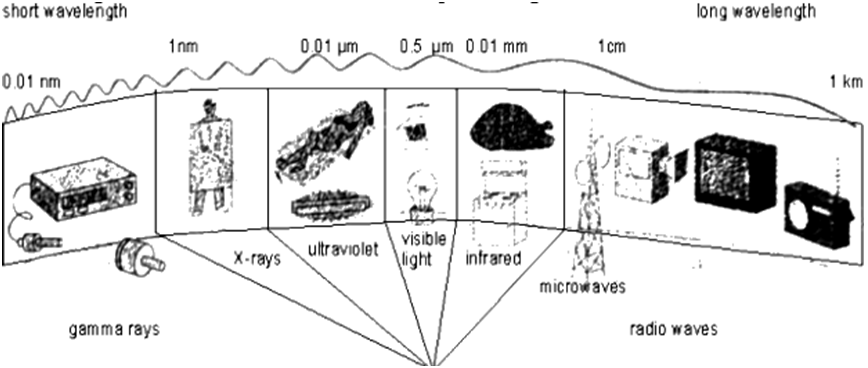 short wavelength
long wavelength
0.01 nm
1nm
0.01 µm
0.5 µm
0.01 mm
1cm
1 km
X-rays
ultraviolet
visible
light
infrared
microwaves
gamma rays
radio waves